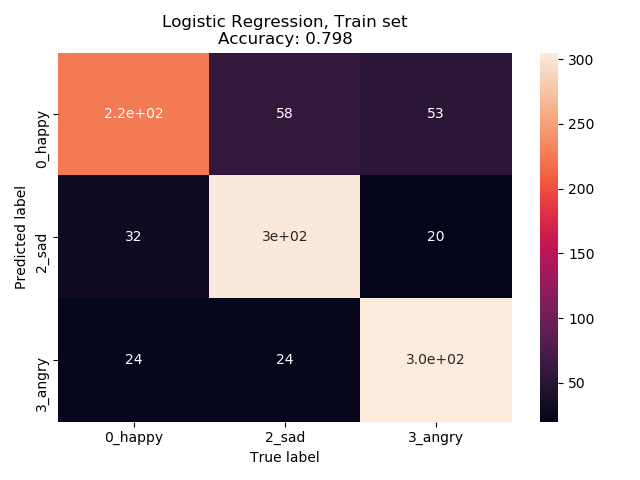 Logistic Regression, Train set
Accuracy: 0.798
0_happy 2.2e+02 58 53
2_sad 32 3e+02 20
3_angry 24 24 3.0e+02
0_happy 2_sad 3_angry
True label
Predicted label
300
250
200
150
100
50